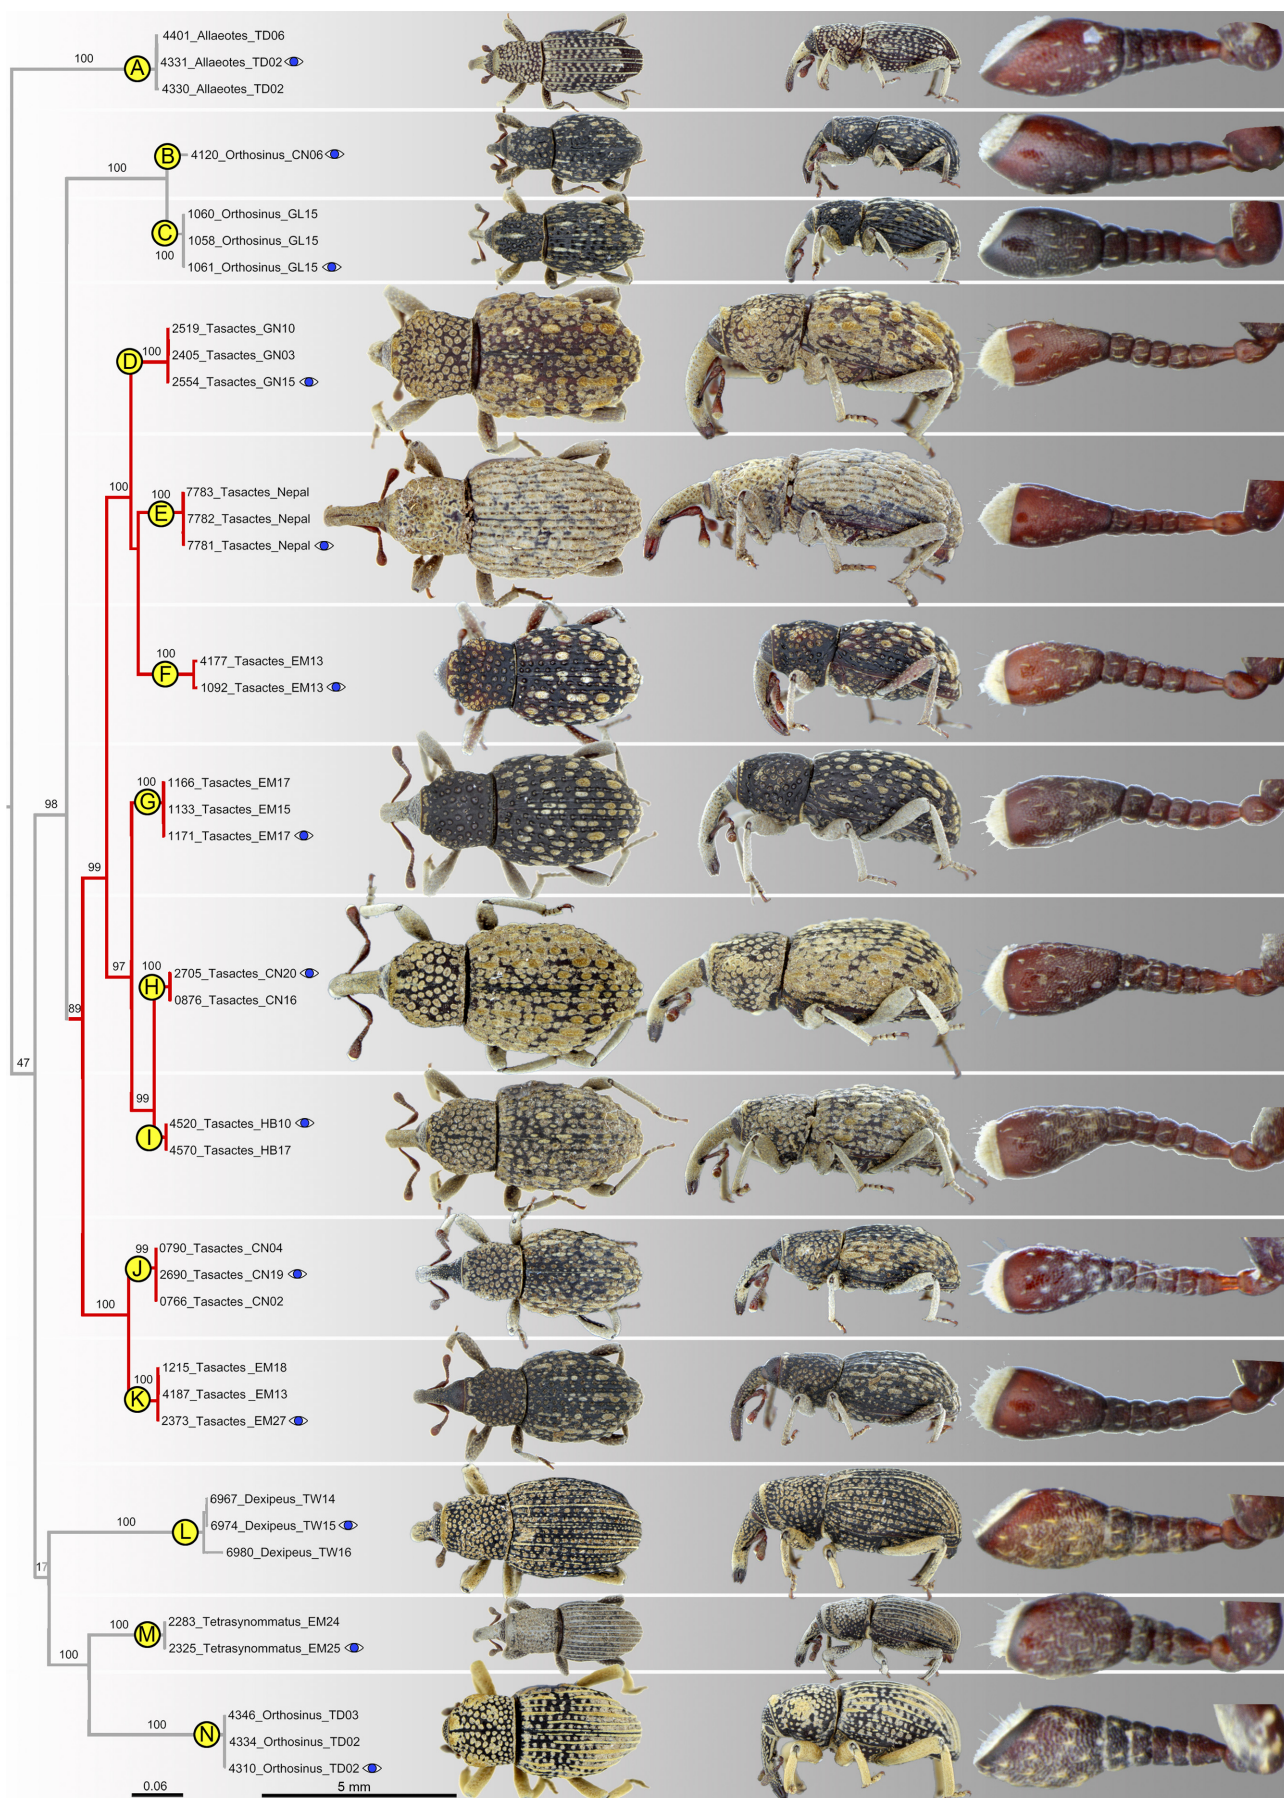 4401_Allaeotes_TD06
100
A
4331_Allaeotes_TD02
4330_Allaeotes_TD02
B
4120_Orthosinus_CN06
100
1060_Orthosinus_GL15
C
1058_Orthosinus_GL15
100
1061_Orthosinus_GL15
2519_Tasactes_GN10
D
100
2405_Tasactes_GN03
2554_Tasactes_GN15
100
100
7783_Tasactes_Nepal
E
7782_Tasactes_Nepal
7781_Tasactes_Nepal
100
4177_Tasactes_EM13
F
1092_Tasactes_EM13
100
1166_Tasactes_EM17
G
98
1133_Tasactes_EM15
1171_Tasactes_EM17
99
97
100
2705_Tasactes_CN20
H
0876_Tasactes_CN16
89
47
99
4520_Tasactes_HB10
I
4570_Tasactes_HB17
99
0790_Tasactes_CN04
J
2690_Tasactes_CN19
100
0766_Tasactes_CN02
1215_Tasactes_EM18
100
K
4187_Tasactes_EM13
2373_Tasactes_EM27
6967_Dexipeus_TW14
100
L
6974_Dexipeus_TW15
6980_Dexipeus_TW16
17
2283_Tetrasynommatus_EM24
100
M
2325_Tetrasynommatus_EM25
100
4346_Orthosinus_TD03
100
N
4334_Orthosinus_TD02
4310_Orthosinus_TD02
0.06
5 mm